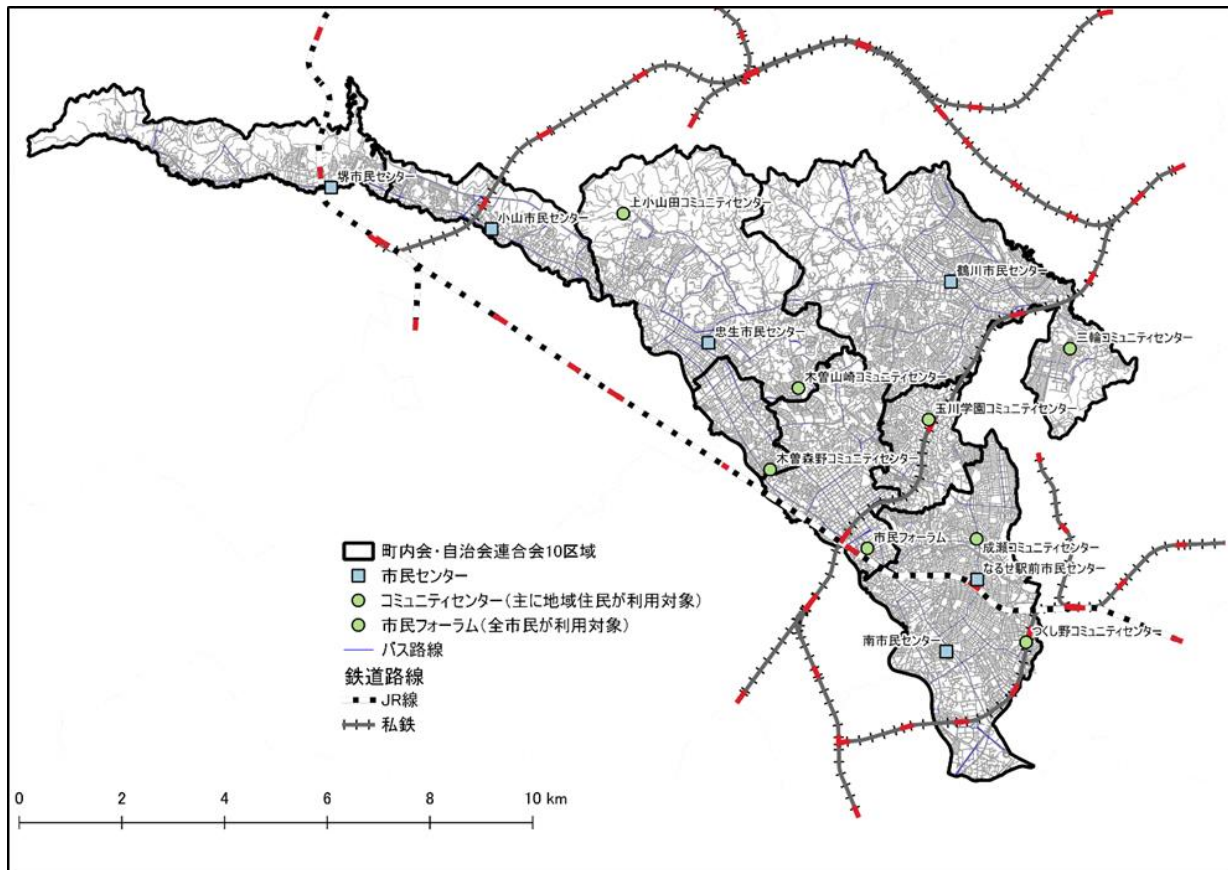 堺市民センター
上小山田コミュニティセンター
小山市民センター
鶴川市民センター
忠生市民センター
三輪コミュニティセンター
木曽山崎コミュニティセンター
玉川学園コミュニティセンター
木曽森野コミュニティセンター
市民フォーラム
成瀬コミュニティセンター
なるせ駅前市民センター
つくし野コミュニティセンター
南市民センター
町内会・自治会連合会10区域
市民センター
コミュニティセンター(主に地域住民が利用対象)
市民フォーラム(全市民が利用対象)
バス路線
鉄道路線
JR線
私鉄
0 2 4 6 8 10 km